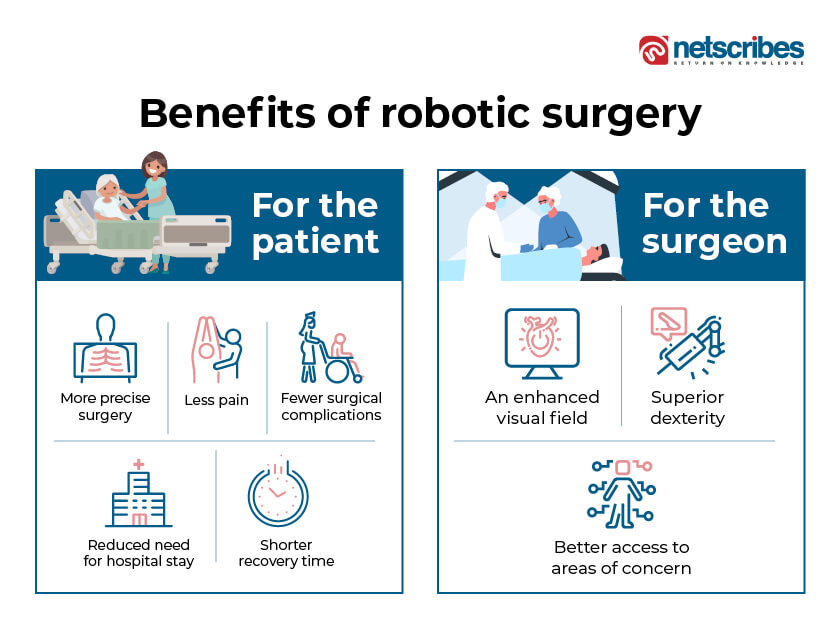 netscribes
RETURN ON KNOWLEDGE
Benefits of robotic surgery
For the
patient
More precise
surgery
Less pain
Fewer surgical
complications
Reduced need
for hospital stay
Shorter
recovery time
For the
surgeon
An enhanced
visual field
Superior
dexterity
Better access to
areas of concern